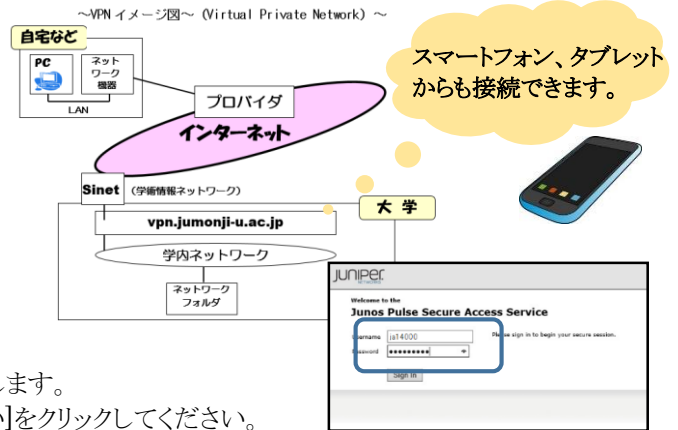 ～VPN イメージ図～ (Virtual Private Network) ～
自宅など
PC
ネット
ワーク
機器
LAN
プロバイダ
インターネット
スマートフォン、タブレット
からも接続できます。
Sinet (学術情報ネットワーク)
大 学
vpn.jumonji-u.ac.jp
学内ネットワーク
ネットワーク
フォルダ
JUNIPER
NETWORKS
Welcome to the
Junos Pulse Secure Access Service
Username
Please sign in to begin your secure session.
Password ●●●●●●●●●
Sign In
します。
い]をクリックしてください。